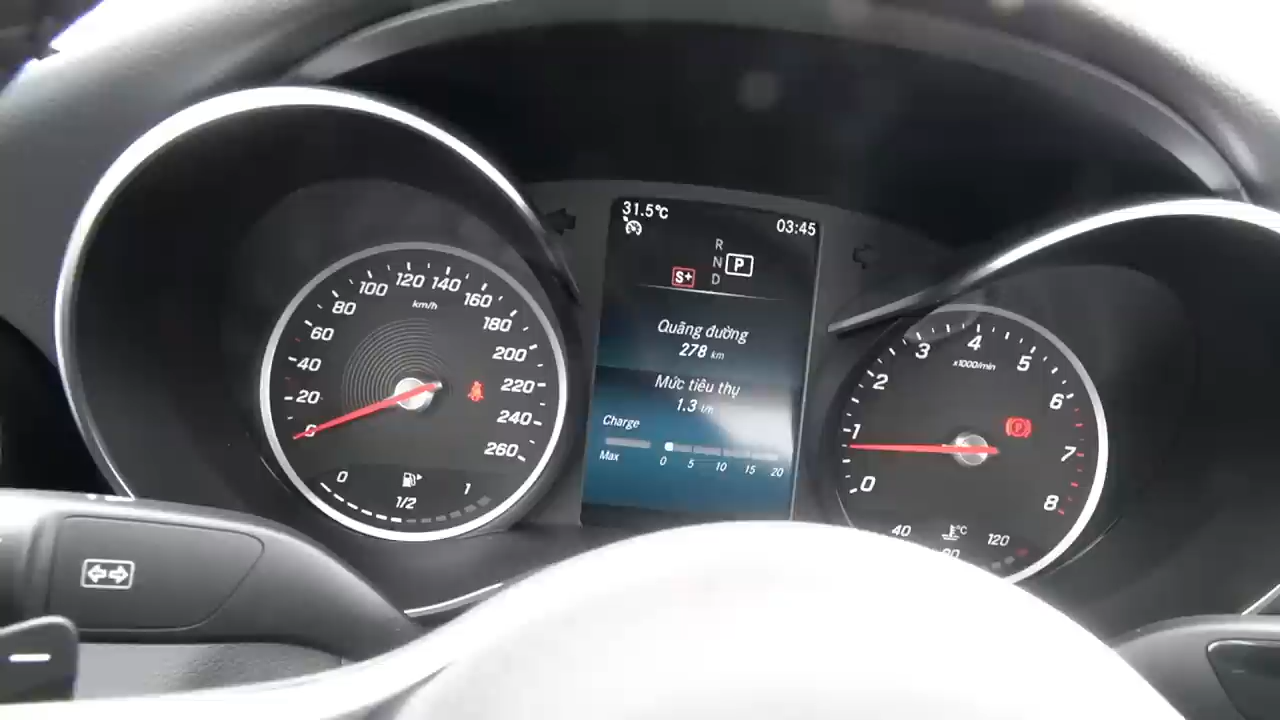 31.5°C
03:45
R
N
P
S+
D
Quãng đường
278 km
Mức tiêu thụ
1.3 l/h
Charge
Max
0 5 10 15 20
0 20 40 60 80 100 120 140 160 180 200 220 240 260
km/h
0 1/2 1
0 1 2 3 4 5 6 7 8
x1000/min
P
40 °C 120